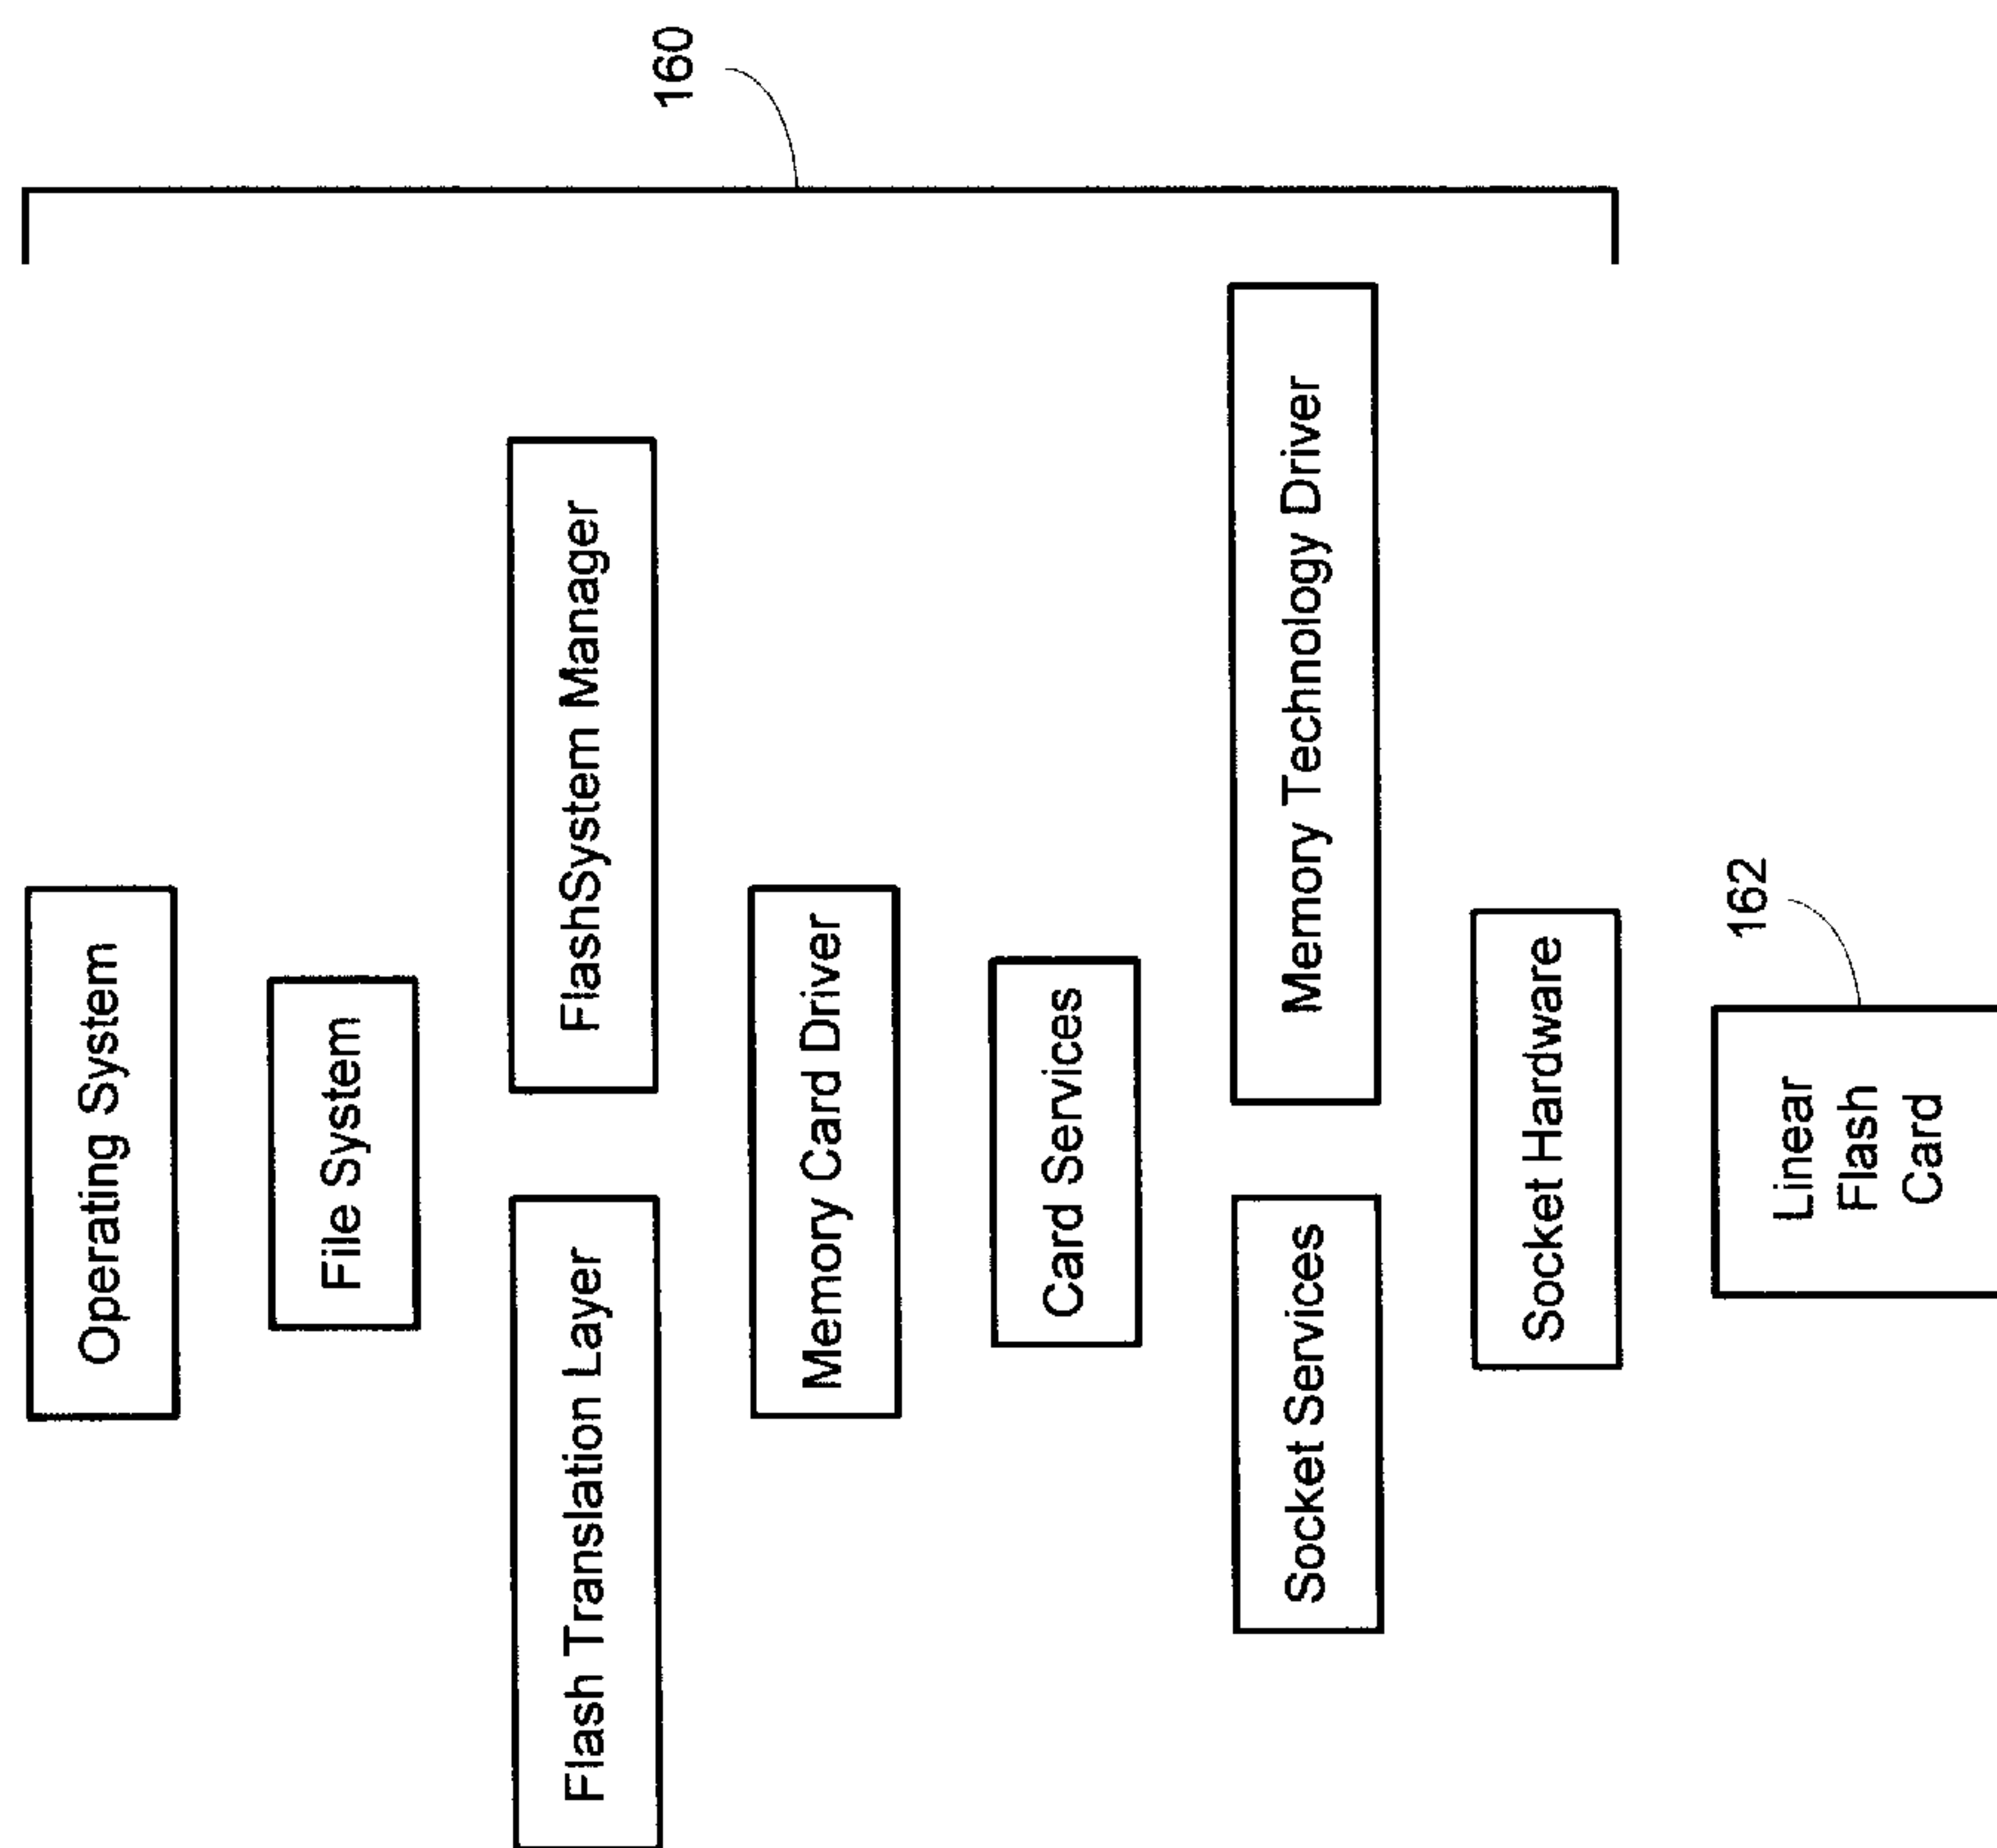 160
Operating System
File System
Flash Translation Layer
FlashSystem Manager
Memory Card Driver
Card Services
Socket Services
Memory Technology Driver
Socket Hardware
162
Linear
Flash
Card